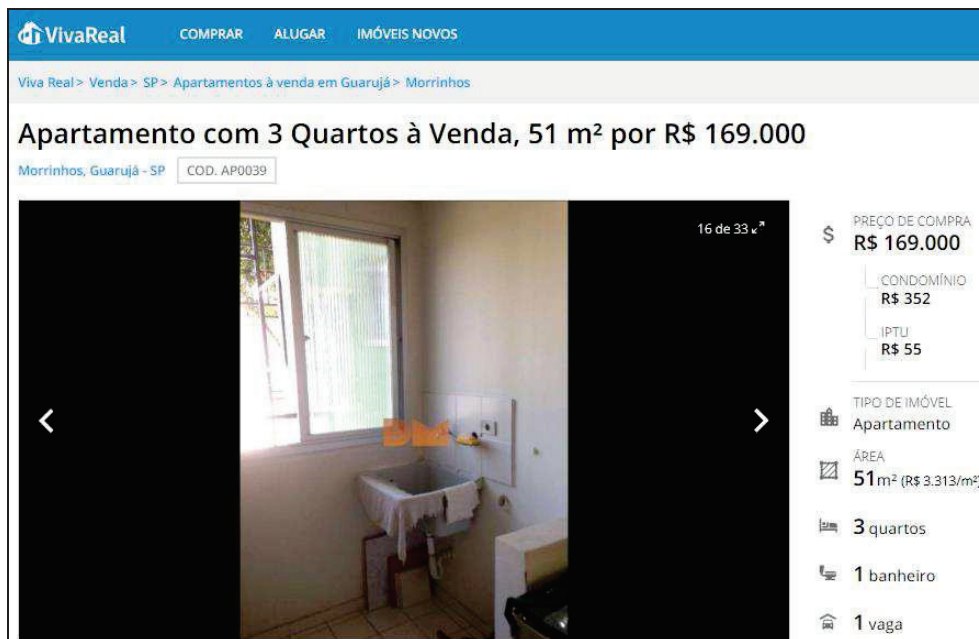 VivaReal COMPRAR ALUGAR IMÓVEIS NOVOS
Viva Real > Venda > SP > Apartamentos à venda em Guarujá > Morrinhos
Apartamento com 3 Quartos à Venda, 51 m² por R$ 169.000
Morrinhos, Guarujá - SP COD. AP0039
16 de 33
DM
PREÇO DE COMPRA
$ R$ 169.000
CONDOMÍNIO
R$ 352
IPTU
R$ 55
TIPO DE IMÓVEL
Apartamento
ÁREA
51m² (R$ 3.313/m²)
3 quartos
1 banheiro
1 vaga